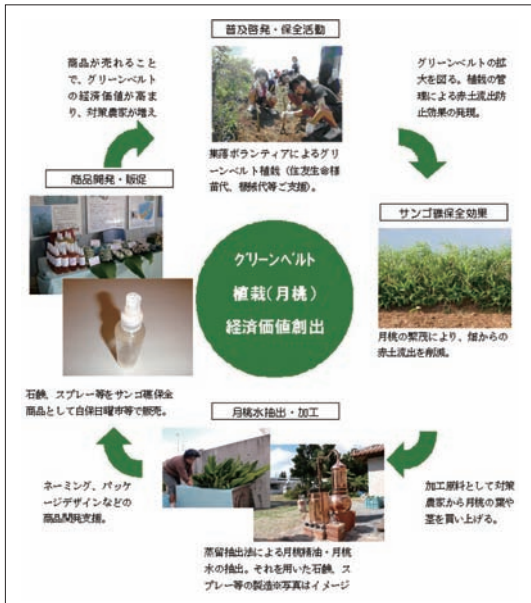 普及啓発・保全活動
商品が売れること
で、グリーンベルト
の経済価値が高ま
り、対策農家が増え
グリーンベルトの拡
大を図る。植栽の管
理による赤土流出防
止効果の発現。
集落ボランティアによるグリ
ーンベルト植栽（住友生命様
苗代、機械代等ご支援）。
商品開発・販促
サンゴ礁保全効果
グリーンベルト
植栽（月桃）
経済価値創出
月桃の繁茂により、畑からの
赤土流出を削減。
石鹸、スプレー等をサンゴ礁保全
商品として白保日曜市等で販売。
月桃水抽出・加工
ネーミング、パッケ
ージデザインなどの
商品開発支援。
加工原料として対策
農家から月桃の葉や
茎を買い上げる。
蒸留抽出法による月桃精油・月桃
水の抽出。それを用いた石鹸、ス
プレー等の製造※写真はイメージ